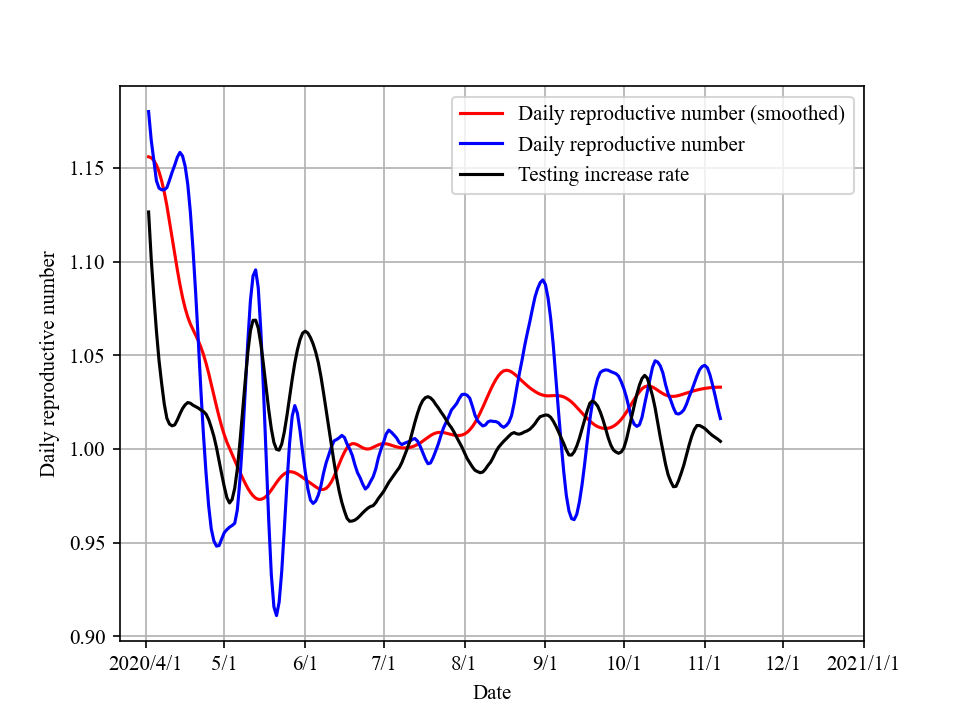 Daily reproductive number (smoothed)
Daily reproductive number
Testing increase rate
Daily reproductive number
1.15
1.10
1.05
1.00
0.95
0.90
2020/4/1 5/1 6/1 7/1 8/1 9/1 10/1 11/1 12/1 2021/1/1
Date